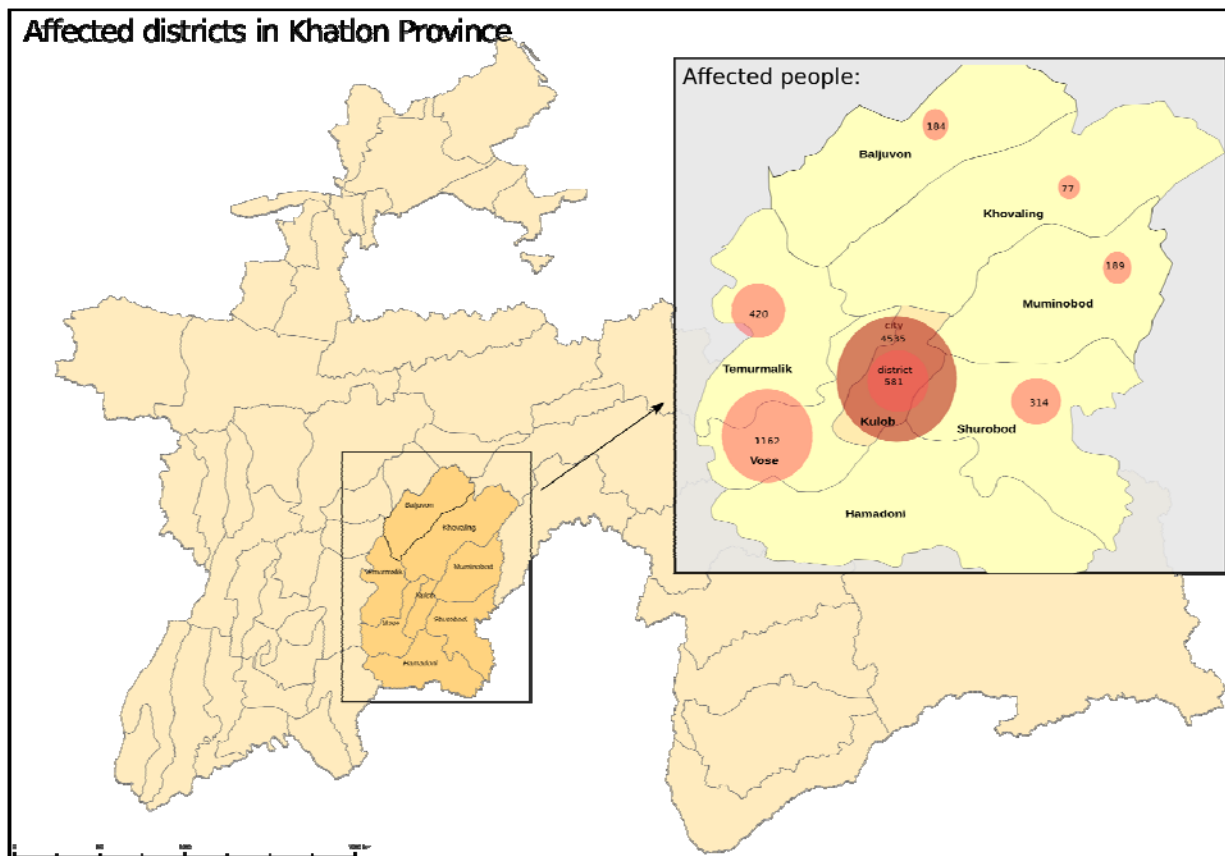 Affected districts in Khatlon Province
Affected people:
184
Baljuvon
77
Khovaling
189
Muminobod
420
city
4535
Temurmalik
district
581
314
Kulob
Shurobod
1162
Vose
Hamadoni
Baljuvon
Khovaling
Temurmalik
Muminobod
Kulob
Vose
Shurobod
Hamadoni